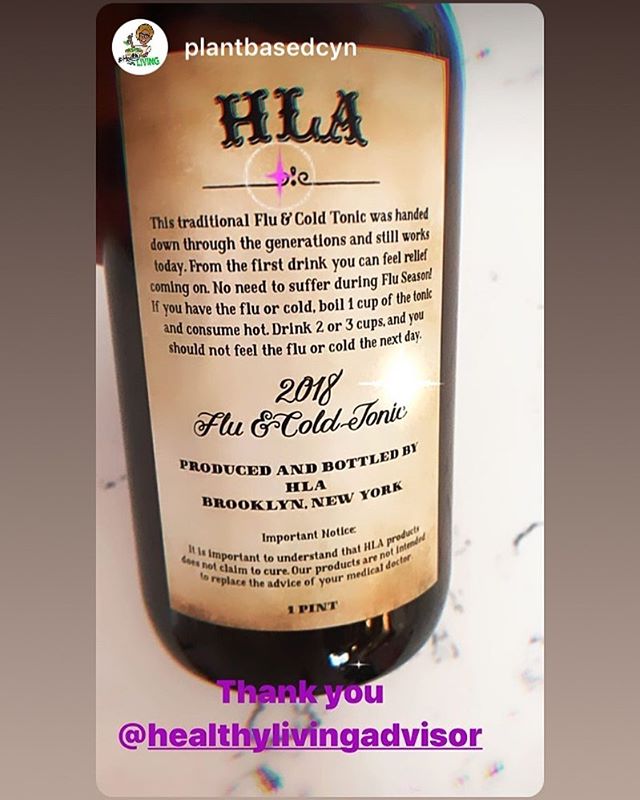 plantbasedcyn
LIVING
HLA
This traditional Flu & Cold Tonic was handed
down through the generations and still works
today. From the first drink you can feel relief
coming on. No need to suffer during Flu Season!
If you have the flu or cold, boil 1 cup of the tonic
and consume hot. Drink 2 or 3 cups, and you
should not feel the flu or cold the next day.
2018
Flu & Cold Tonic
PRODUCED AND BOTTLED BY
HLA
BROOKLYN, NEW YORK
Important Notice:
It is important to understand that HLA products
does not claim to cure. Our products are not intended
to replace the advice of your medical doctor.
1 PINT
Thank you
@healthylivingadvisor